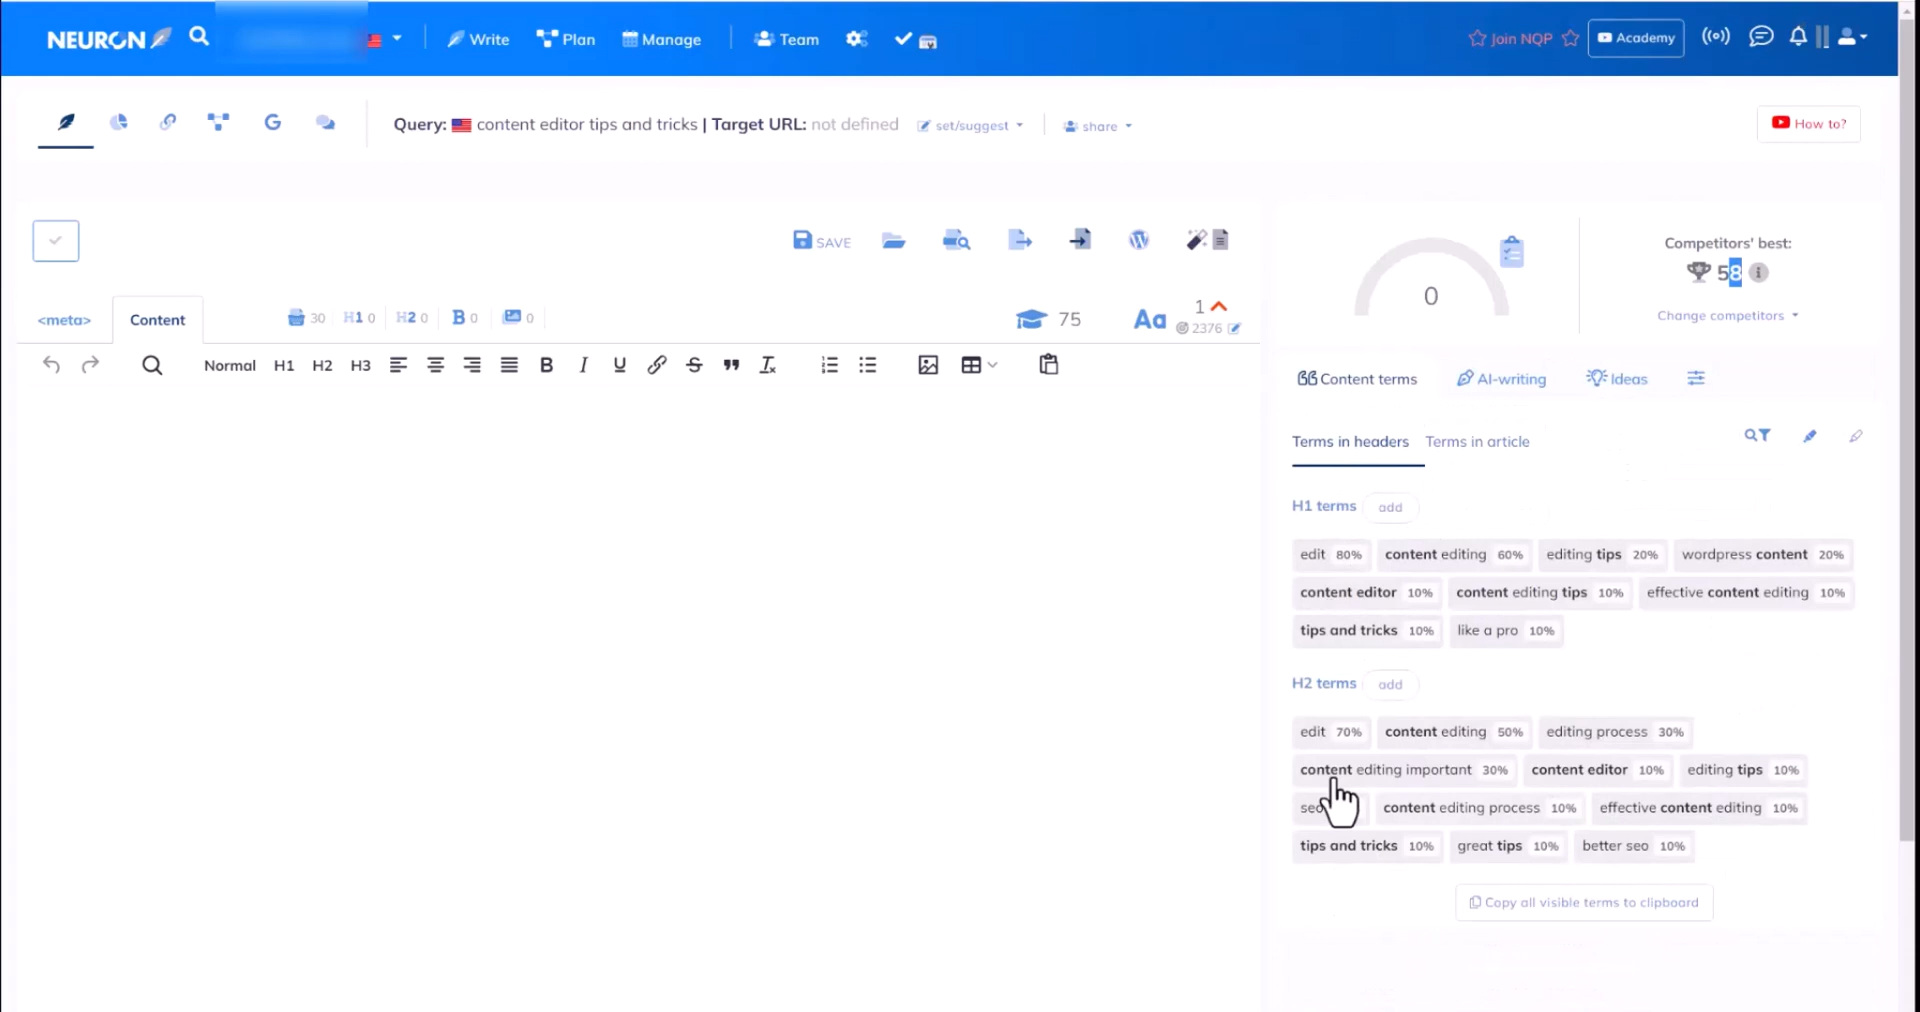 NEURON Write Plan Manage Team Join NQP Academy
Query: content editor tips and tricks | Target URL: not defined set/suggest share How to?
SAVE
0
Competitors' best:
58
Change competitors
<meta> Content 30 H1 0 H2 0 B 0 0 75 Aa 1 2376
Normal H1 H2 H3 B I U S
Content terms AI-writing Ideas
Terms in headers Terms in article
H1 terms add
edit 80% content editing 60% editing tips 20% wordpress content 20%
content editor 10% content editing tips 10% effective content editing 10%
tips and tricks 10% like a pro 10%
H2 terms add
edit 70% content editing 50% editing process 30%
content editing important 30% content editor 10% editing tips 10%
content editing process 10% effective content editing 10%
tips and tricks 10% great tips 10% better seo 10%
Copy all visible terms to clipboard